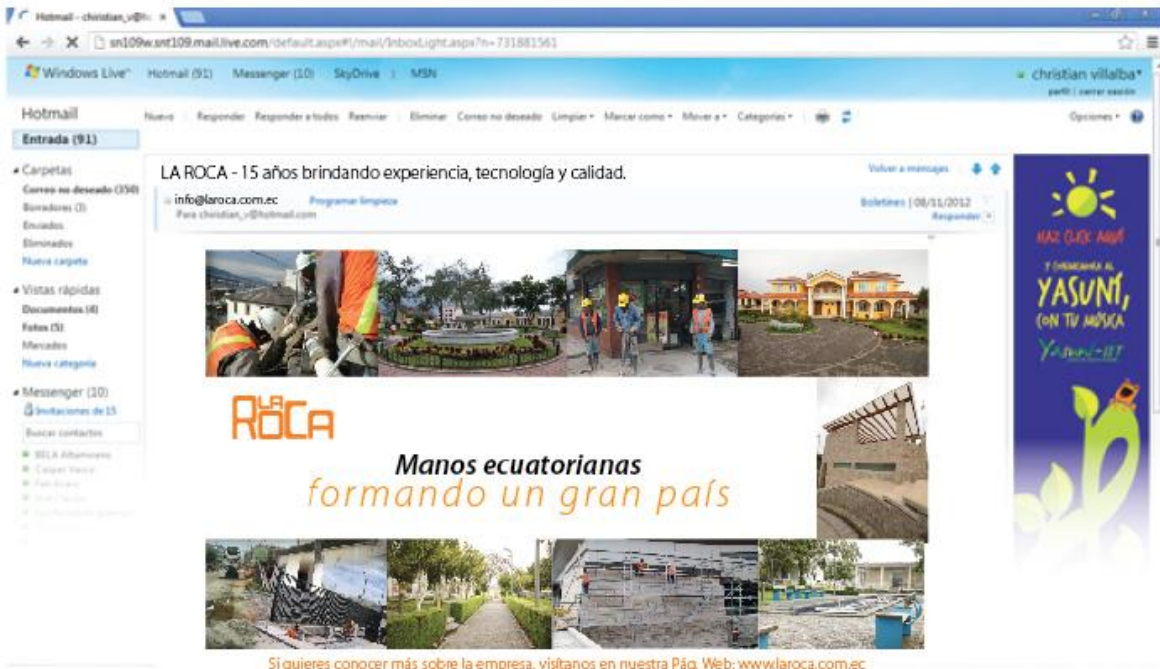 Hotmail - christian_v@h
sn109w.snt109.mail.live.com/default.aspx#!/mail/InboxLight.aspx?n=731881561
Windows Live™ Hotmail (91) Messenger (10) SkyDrive MSN
christian villalba
perfil | cerrar sesión
Hotmail
Nuevo Responder Responder a todos Reenviar Eliminar Correo no deseado Limpiar Marcar como Mover a Categorías
Opciones
Entrada (91)
Carpetas
Correo no deseado (350)
Borradores (3)
Enviados
Eliminados
Nueva carpeta
Vistas rápidas
Documentos (4)
Fotos (5)
Marcados
Nueva categoría
Messenger (10)
Invitaciones de 15
Buscar contactos
LA ROCA - 15 años brindando experiencia, tecnología y calidad.
Volver a mensajes
info@laroca.com.ec Programar limpieza
Boletines | 08/11/2012
Para christian_v@hotmail.com
Responder
LA ROCA
Manos ecuatorianas
formando un gran país
Si quieres conocer más sobre la empresa, visítanos en nuestra Pág. Web: www.laroca.com.ec
HAZ CLICK AQUÍ
YASUNÍ,
CON TU MÚSICA
Yasuní-ITT